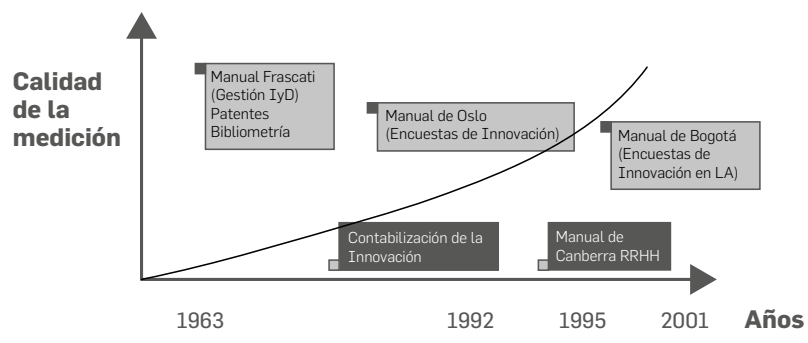 Calidad
de la
medición
Manual Frascati
(Gestión IyD)
Patentes
Bibliometría
Manual de Oslo
(Encuestas de Innovación)
Manual de Bogotá
(Encuestas de
Innovación en LA)
Contabilización de la
Innovación
Manual de
Canberra RRHH
1963
1992
1995
2001
Años